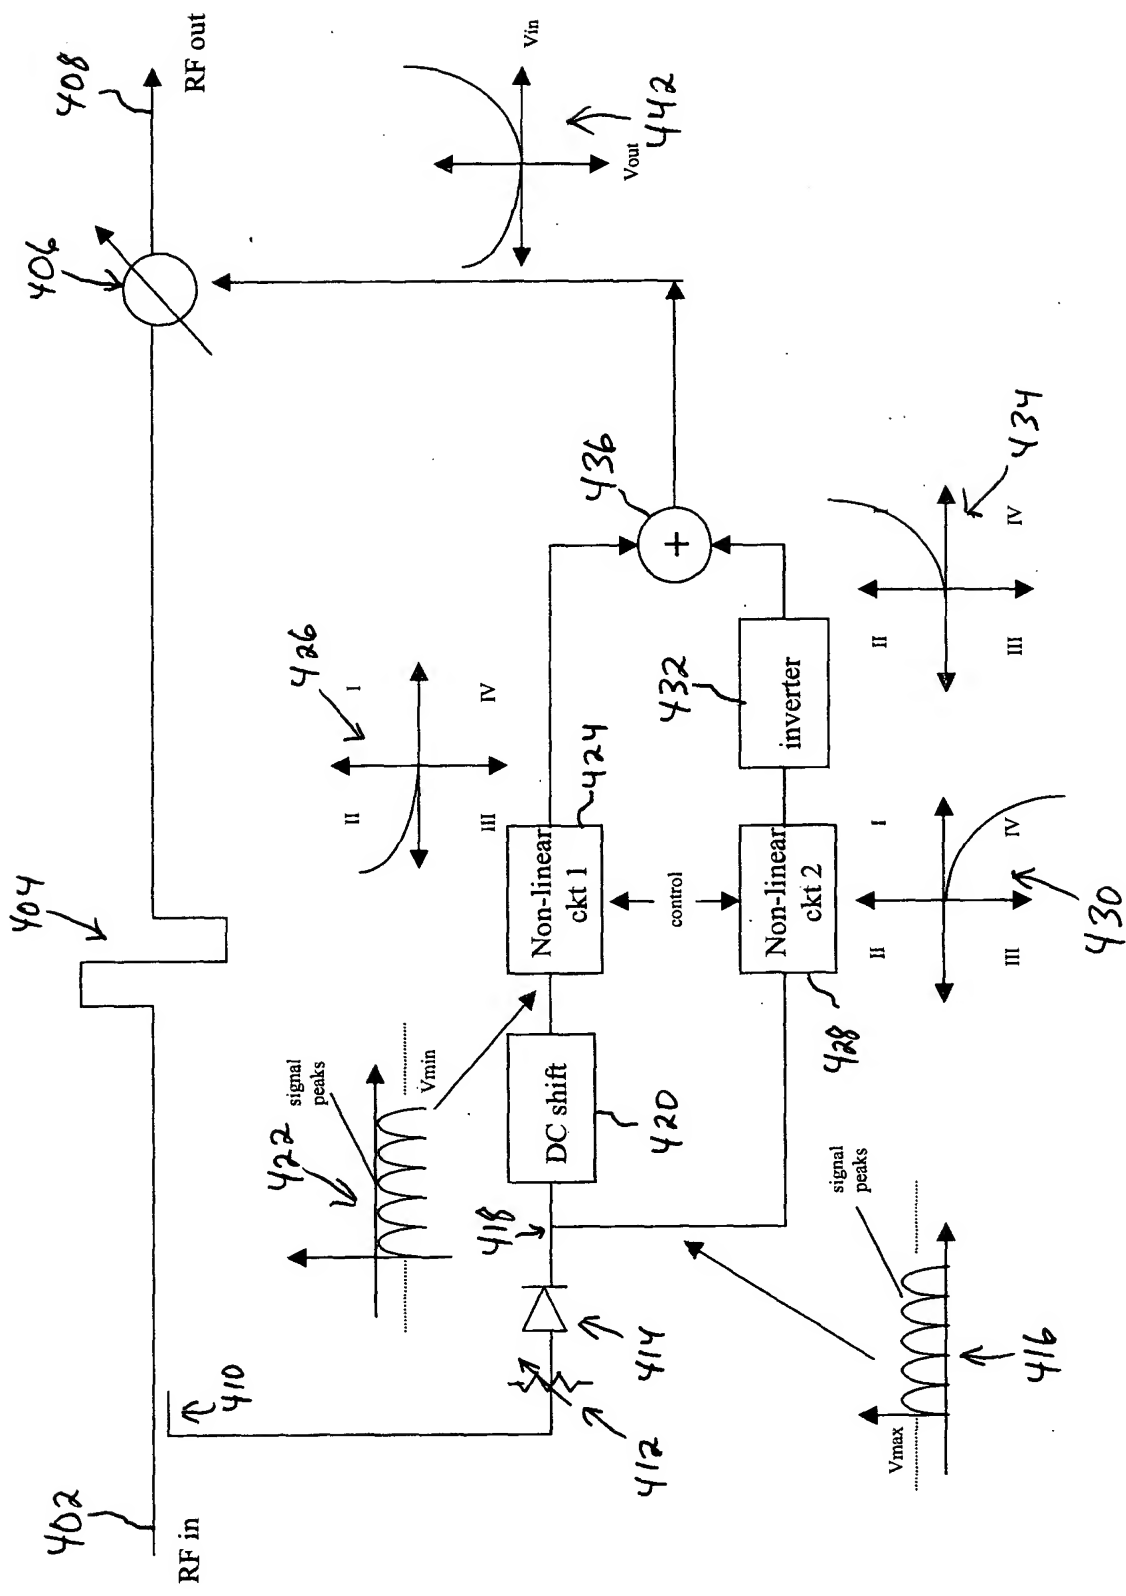 402
RF in
404
406
408
RF out
410
412
414
416
Vmax
signal
peaks
418
420
DC shift
422
signal
peaks
Vmin
424
Non-linear
ckt 1
426
I
II
III
IV
control
428
Non-linear
ckt 2
430
I
II
III
IV
432
inverter
434
I
II
III
IV
436
+
442
Vin
Vout